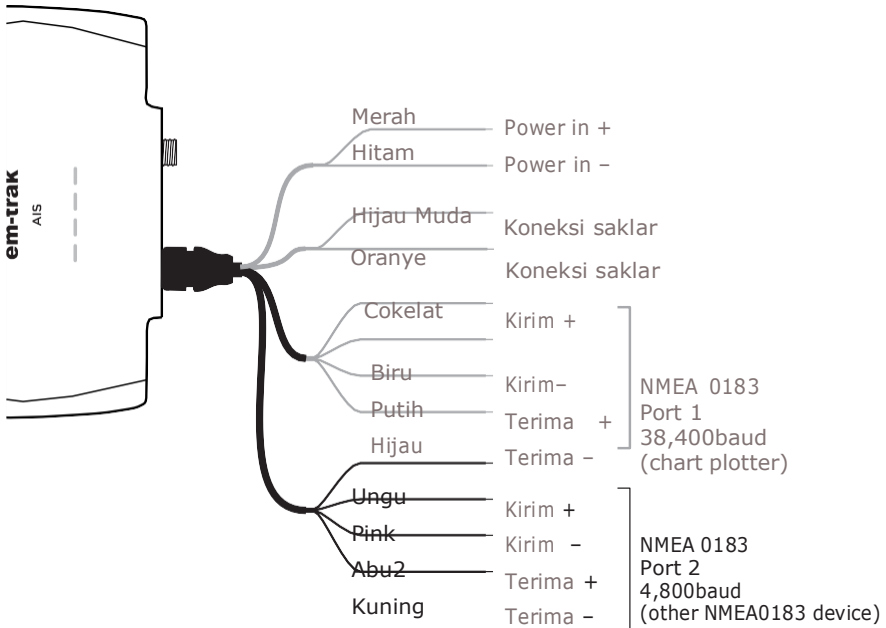 em-trak
AIS
Merah
Power in +
Hitam
Power in –
Hijau Muda
Koneksi saklar
Oranye
Koneksi saklar
Cokelat
Kirim +
Biru
Kirim–
Putih
Terima +
Hijau
Terima –
NMEA 0183
Port 1
38,400baud
(chart plotter)
Ungu
Kirim +
Pink
Kirim –
Abu2
Terima +
Kuning
Terima –
NMEA 0183
Port 2
4,800baud
(other NMEA0183 device)